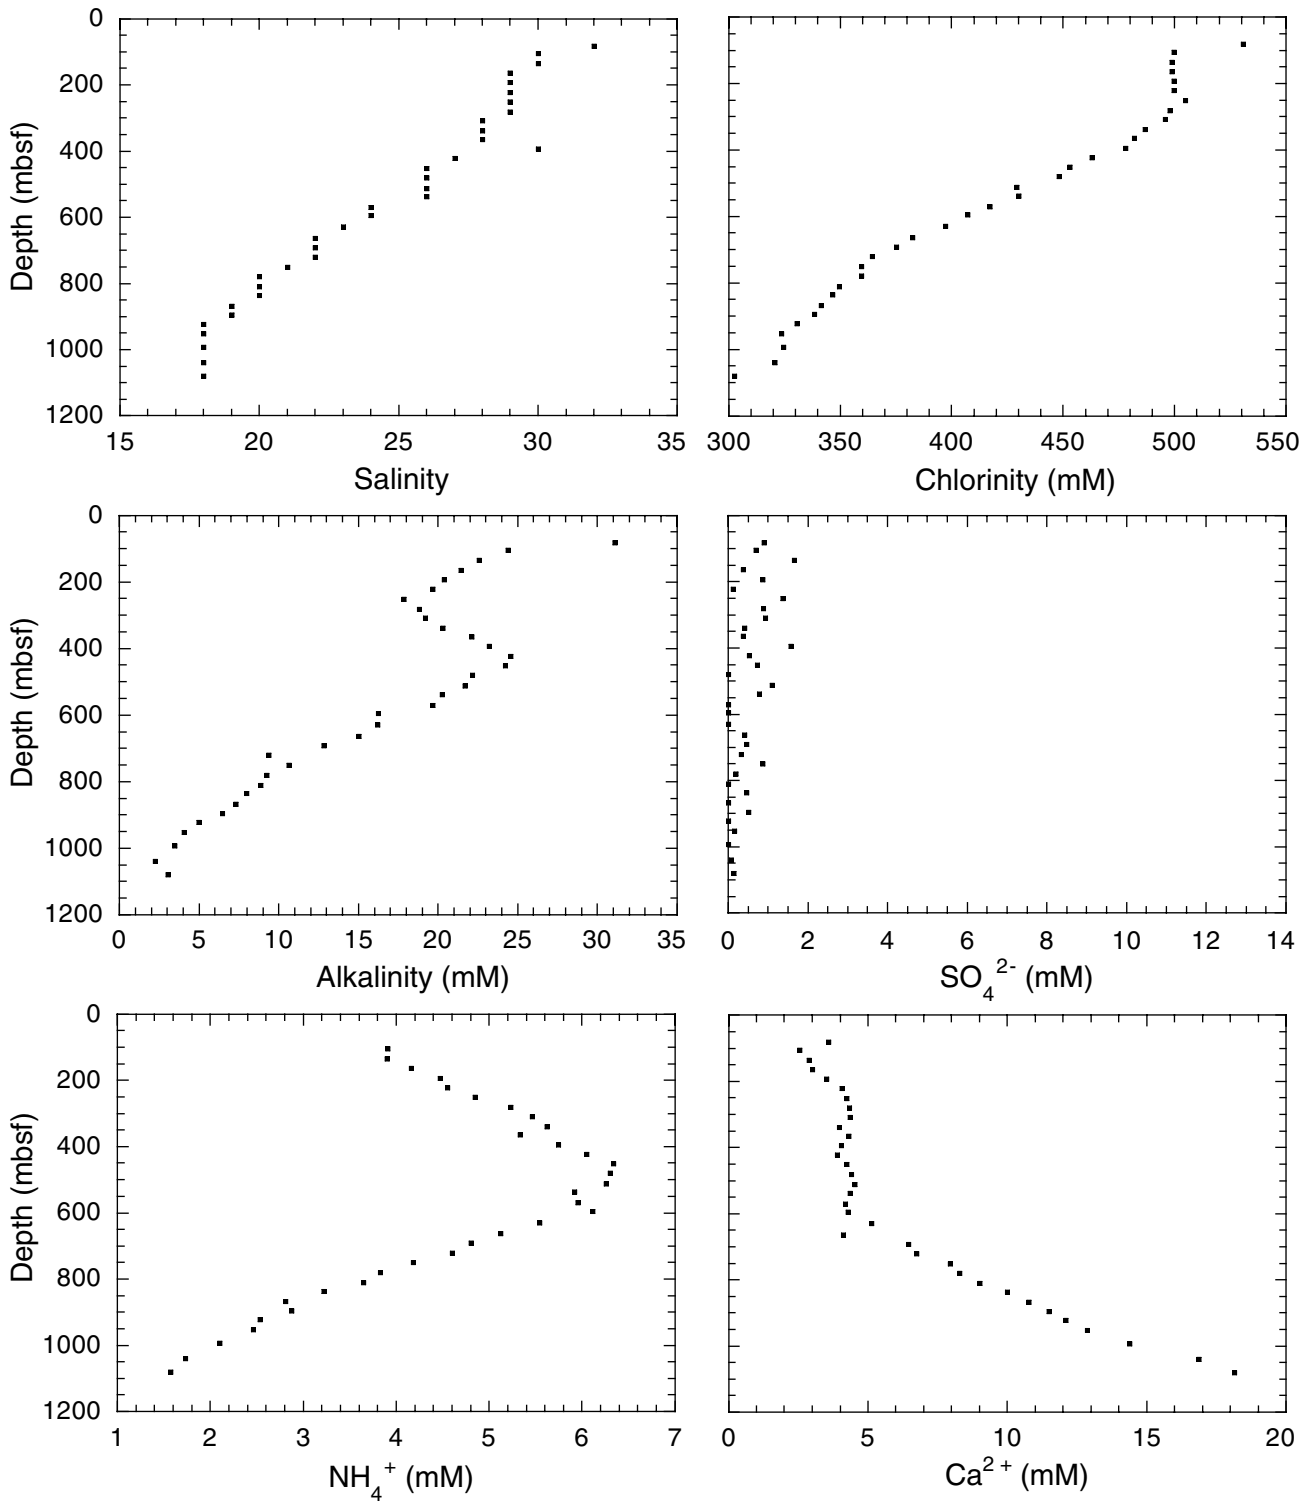 0
200
400
600
800
1000
1200
Depth (mbsf)
15 20 25 30 35
Salinity
300 350 400 450 500 550
Chlorinity (mM)
0
200
400
600
800
1000
1200
Depth (mbsf)
0 5 10 15 20 25 30 35
Alkalinity (mM)
0 2 4 6 8 10 12 14
SO₄²⁻ (mM)
0
200
400
600
800
1000
1200
Depth (mbsf)
1 2 3 4 5 6 7
NH₄⁺ (mM)
0 5 10 15 20
Ca²⁺ (mM)